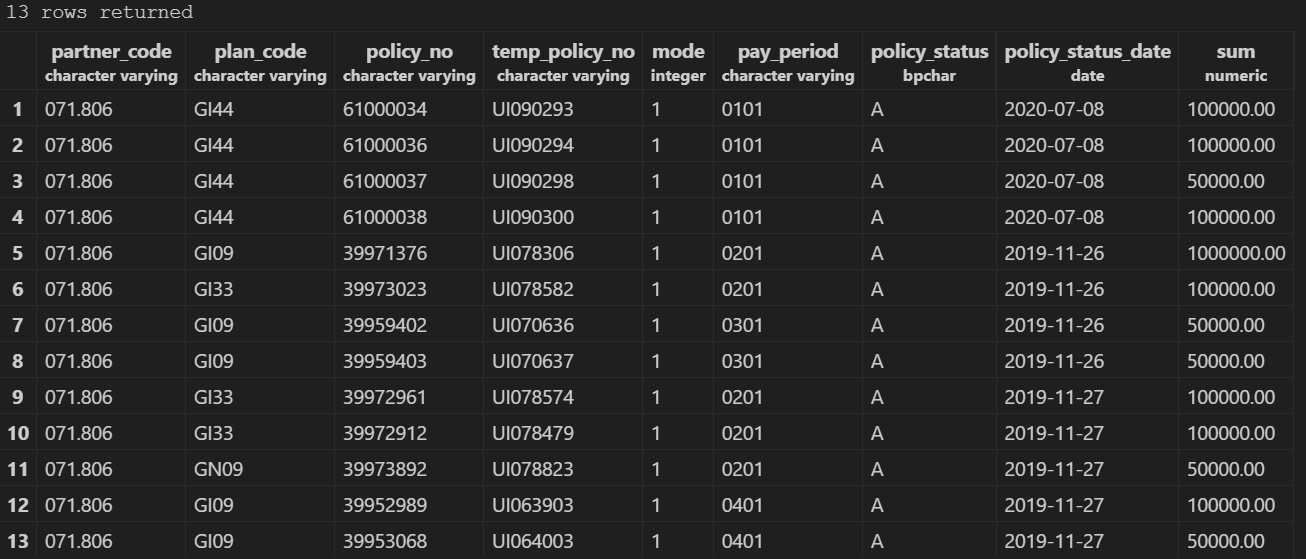 13 rows returned
partner_code plan_code policy_no temp_policy_no mode pay_period policy_status policy_status_date sum
character varying character varying character varying character varying integer character varying bpchar date numeric
1 071.806 GI44 61000034 UI090293 1 0101 A 2020-07-08 100000.00
2 071.806 GI44 61000036 UI090294 1 0101 A 2020-07-08 100000.00
3 071.806 GI44 61000037 UI090298 1 0101 A 2020-07-08 50000.00
4 071.806 GI44 61000038 UI090300 1 0101 A 2020-07-08 100000.00
5 071.806 GI09 39971376 UI078306 1 0201 A 2019-11-26 1000000.00
6 071.806 GI33 39973023 UI078582 1 0201 A 2019-11-26 100000.00
7 071.806 GI09 39959402 UI070636 1 0301 A 2019-11-26 50000.00
8 071.806 GI09 39959403 UI070637 1 0301 A 2019-11-26 50000.00
9 071.806 GI33 39972961 UI078574 1 0201 A 2019-11-27 100000.00
10 071.806 GI33 39972912 UI078479 1 0201 A 2019-11-27 100000.00
11 071.806 GN09 39973892 UI078823 1 0201 A 2019-11-27 50000.00
12 071.806 GI09 39952989 UI063903 1 0401 A 2019-11-27 100000.00
13 071.806 GI09 39953068 UI064003 1 0401 A 2019-11-27 50000.00